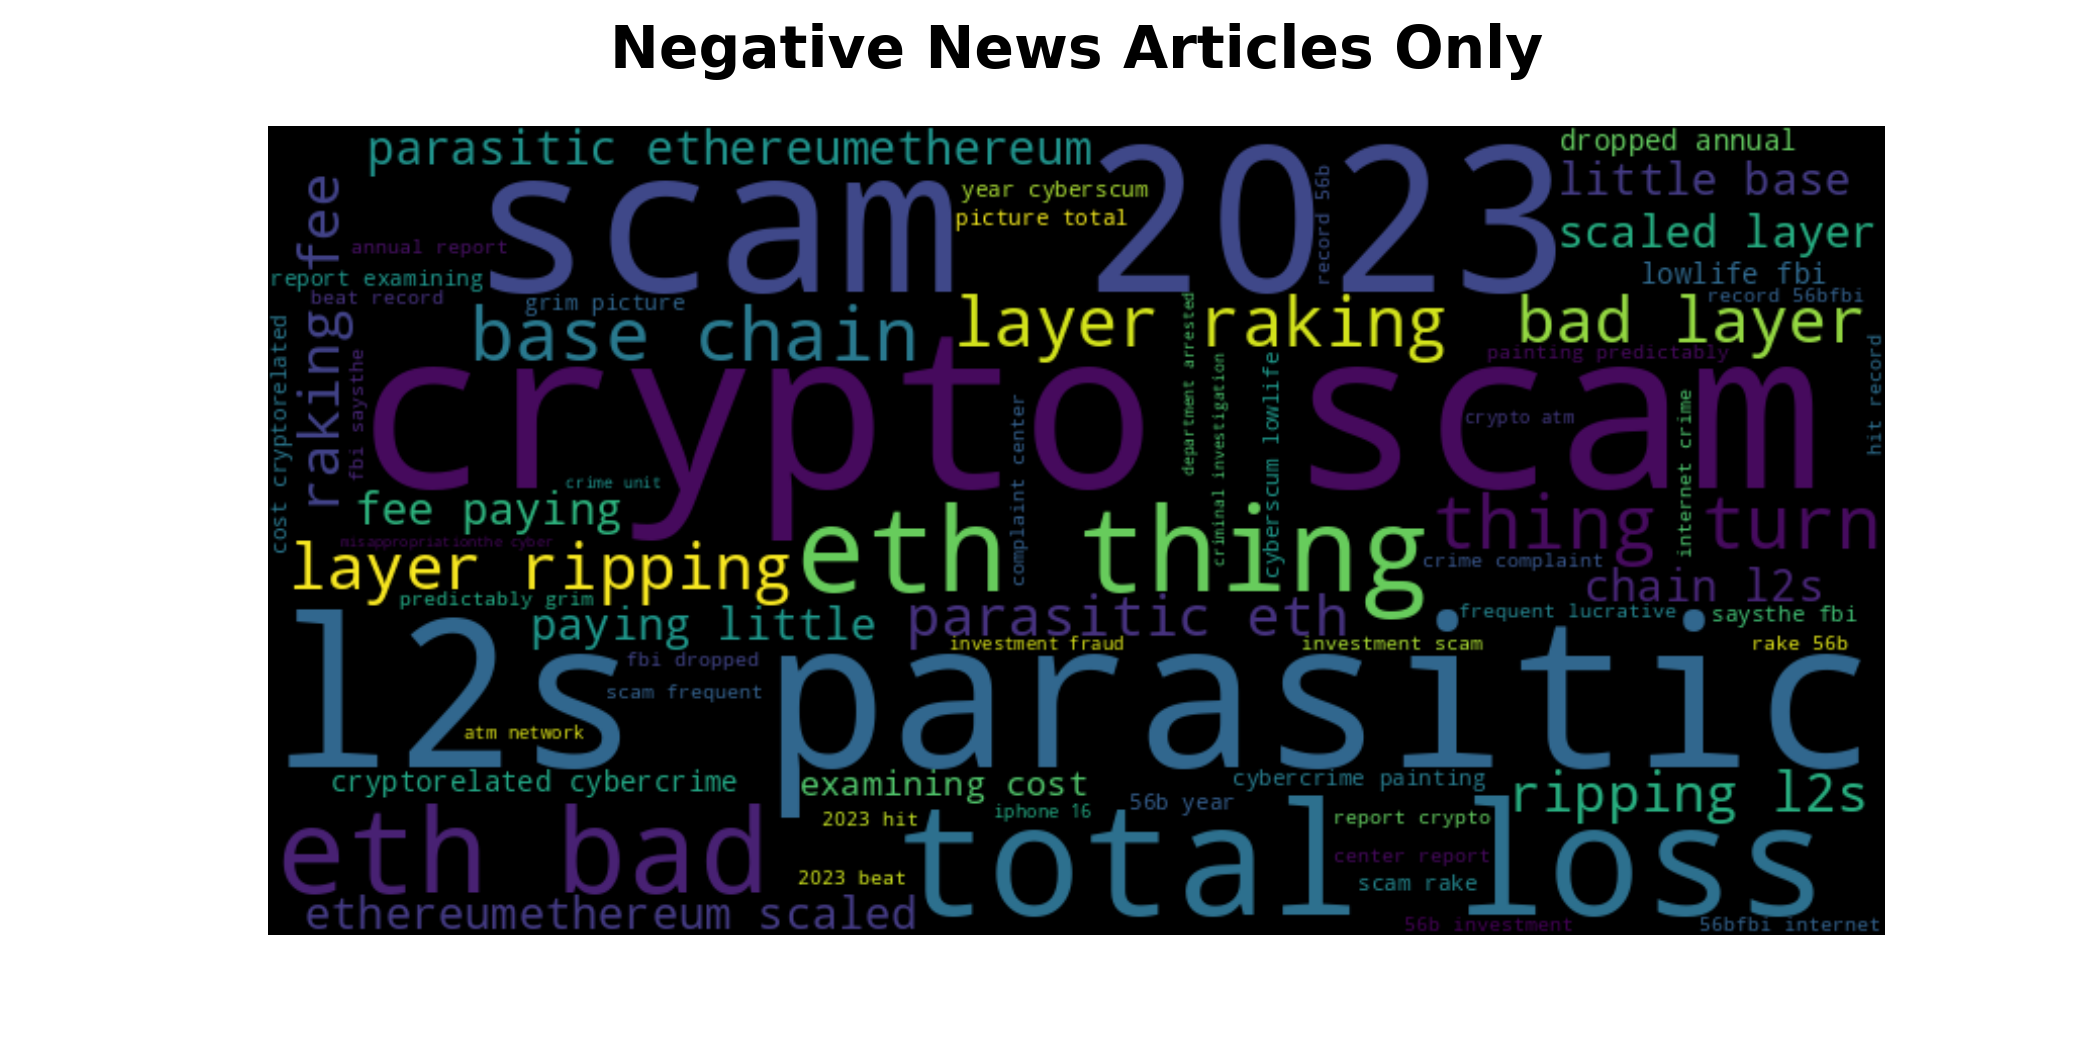 Negative News Articles Only
parasitic ethereumethereum
dropped annual
scam 2023
year cyberscum
picture total
record 56b
little base
scaled layer
raking fee
annual report
report examining
lowlife fbi
beat record
grim picture
record 56bfbi
base chain
layer raking
bad layer
cost cryptorelated
fbi saysthe
crypto scam
department arrested
criminal investigation
cyberscum lowlife
painting predictably
hit record
complaint center
crypto atm
internet crime
crime unit
fee paying
eth thing
thing turn
misappropriationthe cyber
layer ripping
crime complaint
chain l2s
predictably grim
paying little
parasitic eth
frequent lucrative
saysthe fbi
l2s parasitic
investment fraud
investment scam
rake 56b
fbi dropped
scam frequent
atm network
cryptorelated cybercrime
examining cost
cybercrime painting
ripping l2s
eth bad
2023 hit
iphone 16
56b year
total loss
report crypto
center report
2023 beat
scam rake
ethereumethereum scaled
56b investment
56bfbi internet